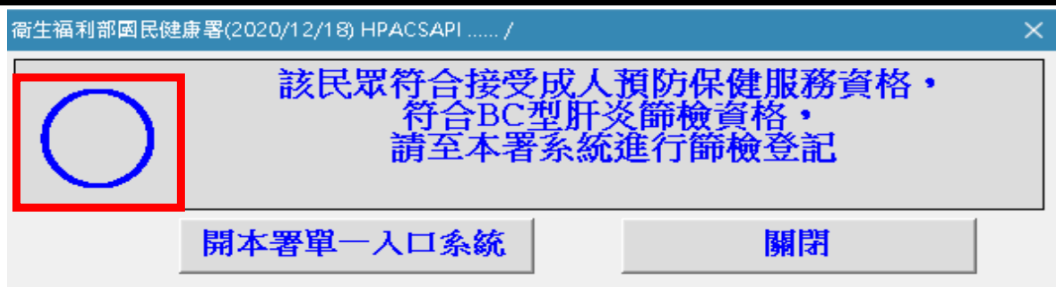 衛生福利部國民健康署(2020/12/18) HPACSAPI ...... /
該民眾符合接受成人預防保健服務資格，
符合BC型肝炎篩檢資格，
請至本署系統進行篩檢登記
開本署單一入口系統
關閉